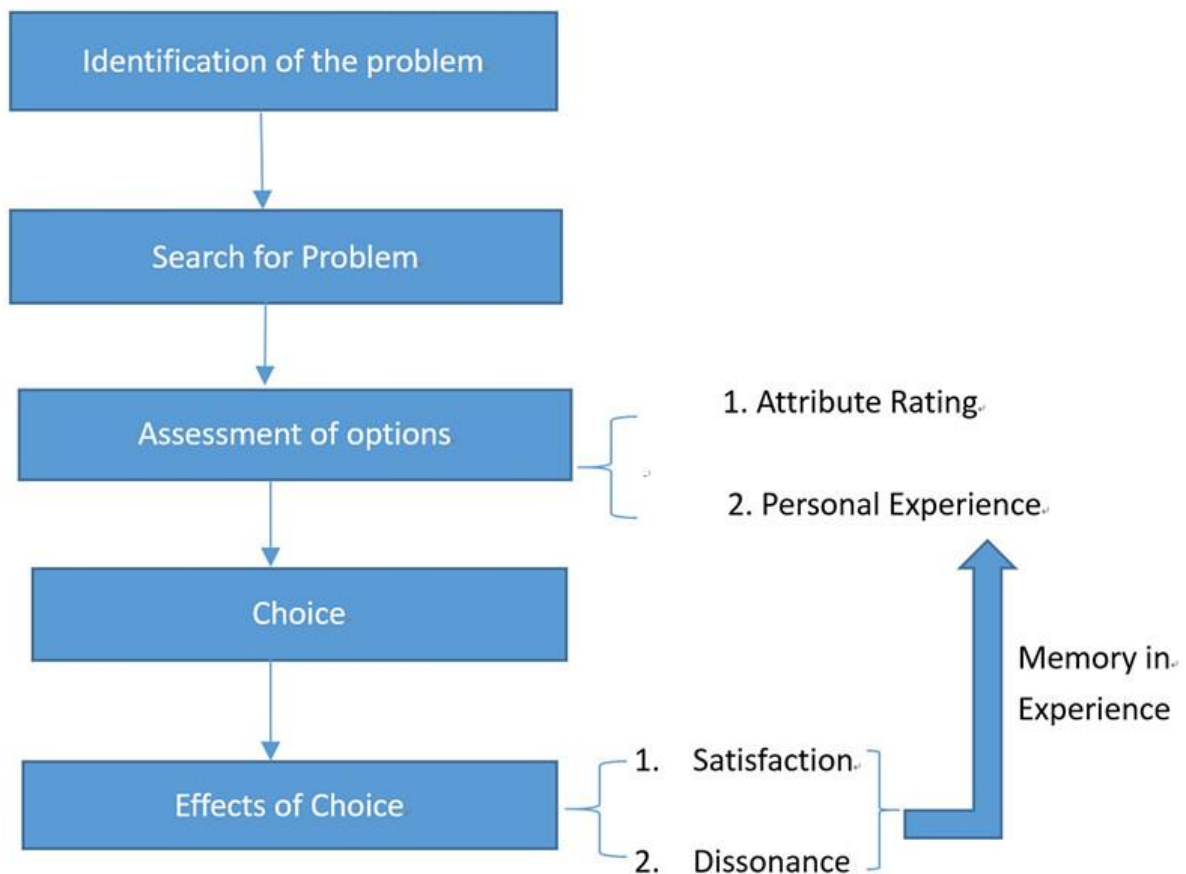 Identification of the problem
Search for Problem
Assessment of options
1. Attribute Rating
2. Personal Experience
Choice
Memory in
Experience
Effects of Choice
1. Satisfaction
2. Dissonance